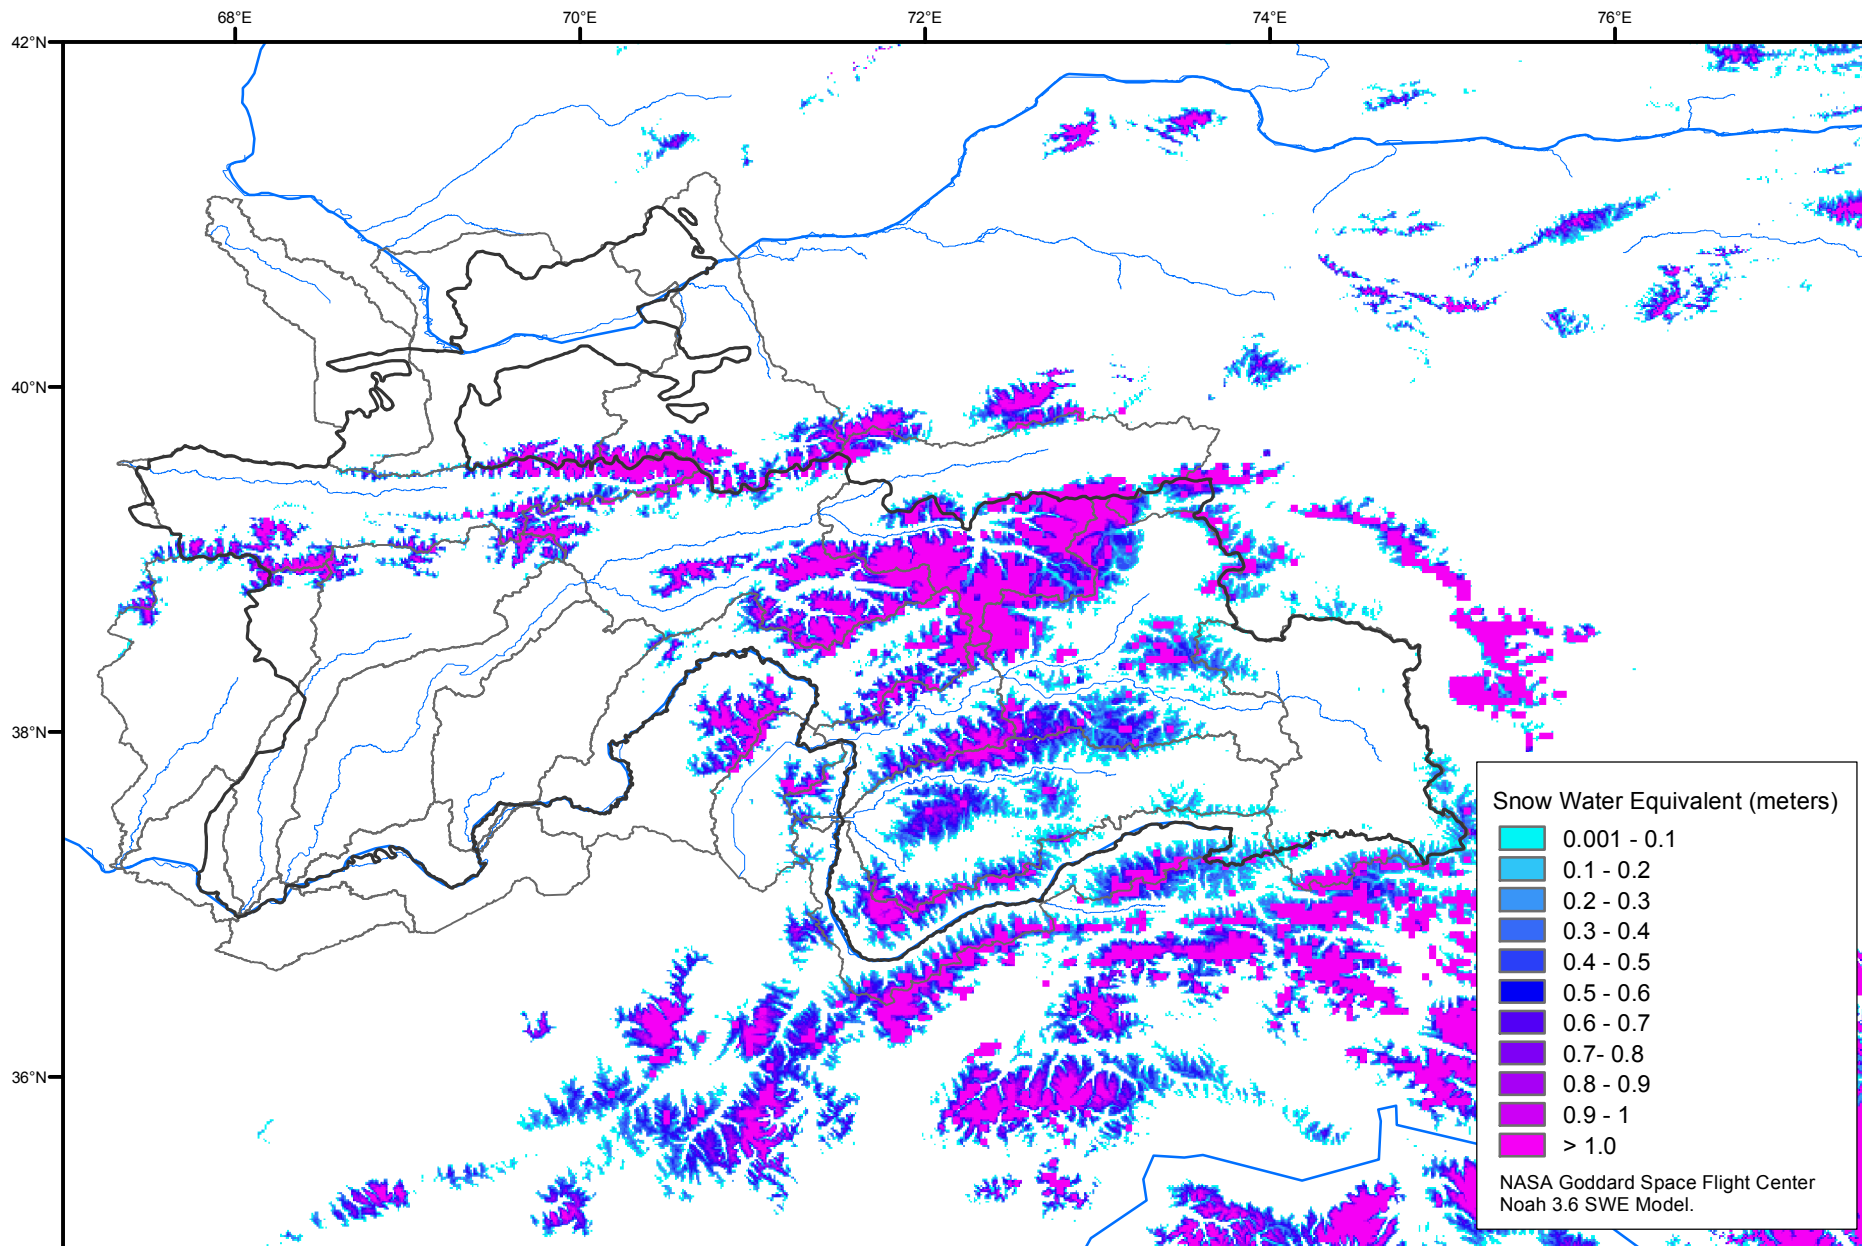 68°E 70°E 72°E 74°E 76°E
42°N
40°N
38°N
36°N
Snow Water Equivalent (meters)
0.001 - 0.1
0.1 - 0.2
0.2 - 0.3
0.3 - 0.4
0.4 - 0.5
0.5 - 0.6
0.6 - 0.7
0.7- 0.8
0.8 - 0.9
0.9 - 1
> 1.0
NASA Goddard Space Flight Center
Noah 3.6 SWE Model.